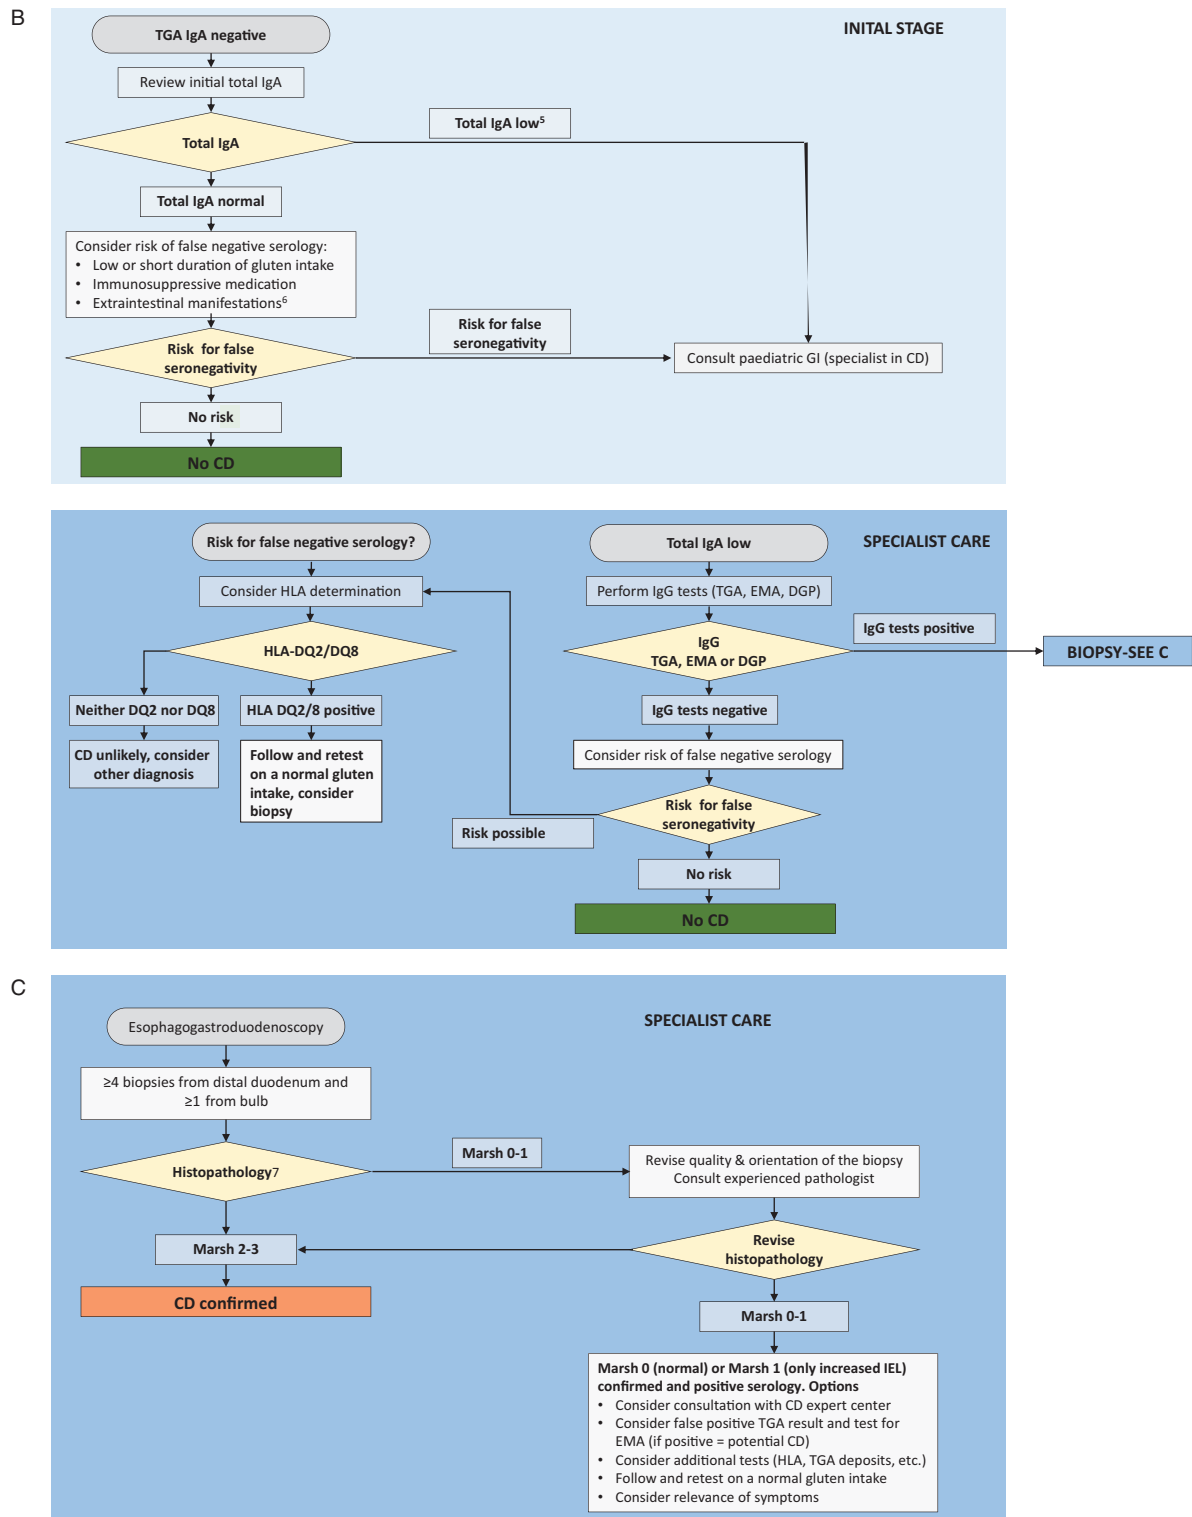 B
INITAL STAGE
TGA IgA negative
Review initial total IgA
Total IgA low5
Total IgA
Total IgA normal
Consider risk of false negative serology:
• Low or short duration of gluten intake
• Immunosuppressive medication
• Extraintestinal manifestations6
Risk for false
seronegativity
Risk for false
seronegativity
Consult paediatric GI (specialist in CD)
No risk
No CD
SPECIALIST CARE
Risk for false negative serology?
Consider HLA determination
HLA-DQ2/DQ8
Neither DQ2 nor DQ8
HLA DQ2/8 positive
CD unlikely, consider
other diagnosis
Follow and retest
on a normal gluten
intake, consider
biopsy
Total IgA low
Perform IgG tests (TGA, EMA, DGP)
IgG tests positive
IgG
TGA, EMA or DGP
BIOPSY-SEE C
IgG tests negative
Consider risk of false negative serology
Risk for false
seronegativity
Risk possible
No risk
No CD
C
SPECIALIST CARE
Esophagogastroduodenoscopy
≥4 biopsies from distal duodenum and
≥1 from bulb
Histopathology7
Marsh 0-1
Revise quality & orientation of the biopsy
Consult experienced pathologist
Marsh 2-3
Revise
histopathology
CD confirmed
Marsh 0-1
Marsh 0 (normal) or Marsh 1 (only increased IEL)
confirmed and positive serology. Options
• Consider consultation with CD expert center
• Consider false positive TGA result and test for
EMA (if positive = potential CD)
• Consider additional tests (HLA, TGA deposits, etc.)
• Follow and retest on a normal gluten intake
• Consider relevance of symptoms